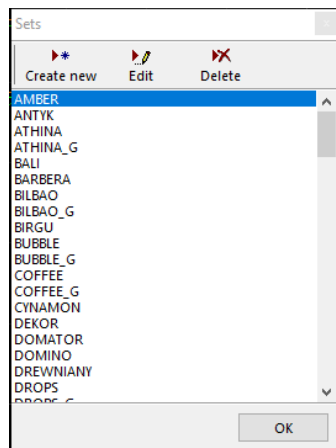 Sets
Create new Edit Delete
AMBER
ANTYK
ATHINA
ATHINA_G
BALI
BARBERA
BILBAO
BILBAO_G
BIRGU
BUBBLE
BUBBLE_G
COFFEE
COFFEE_G
CYNAMON
DEKOR
DOMATOR
DOMINO
DREWNIANY
DROPS
DROPS_G
OK